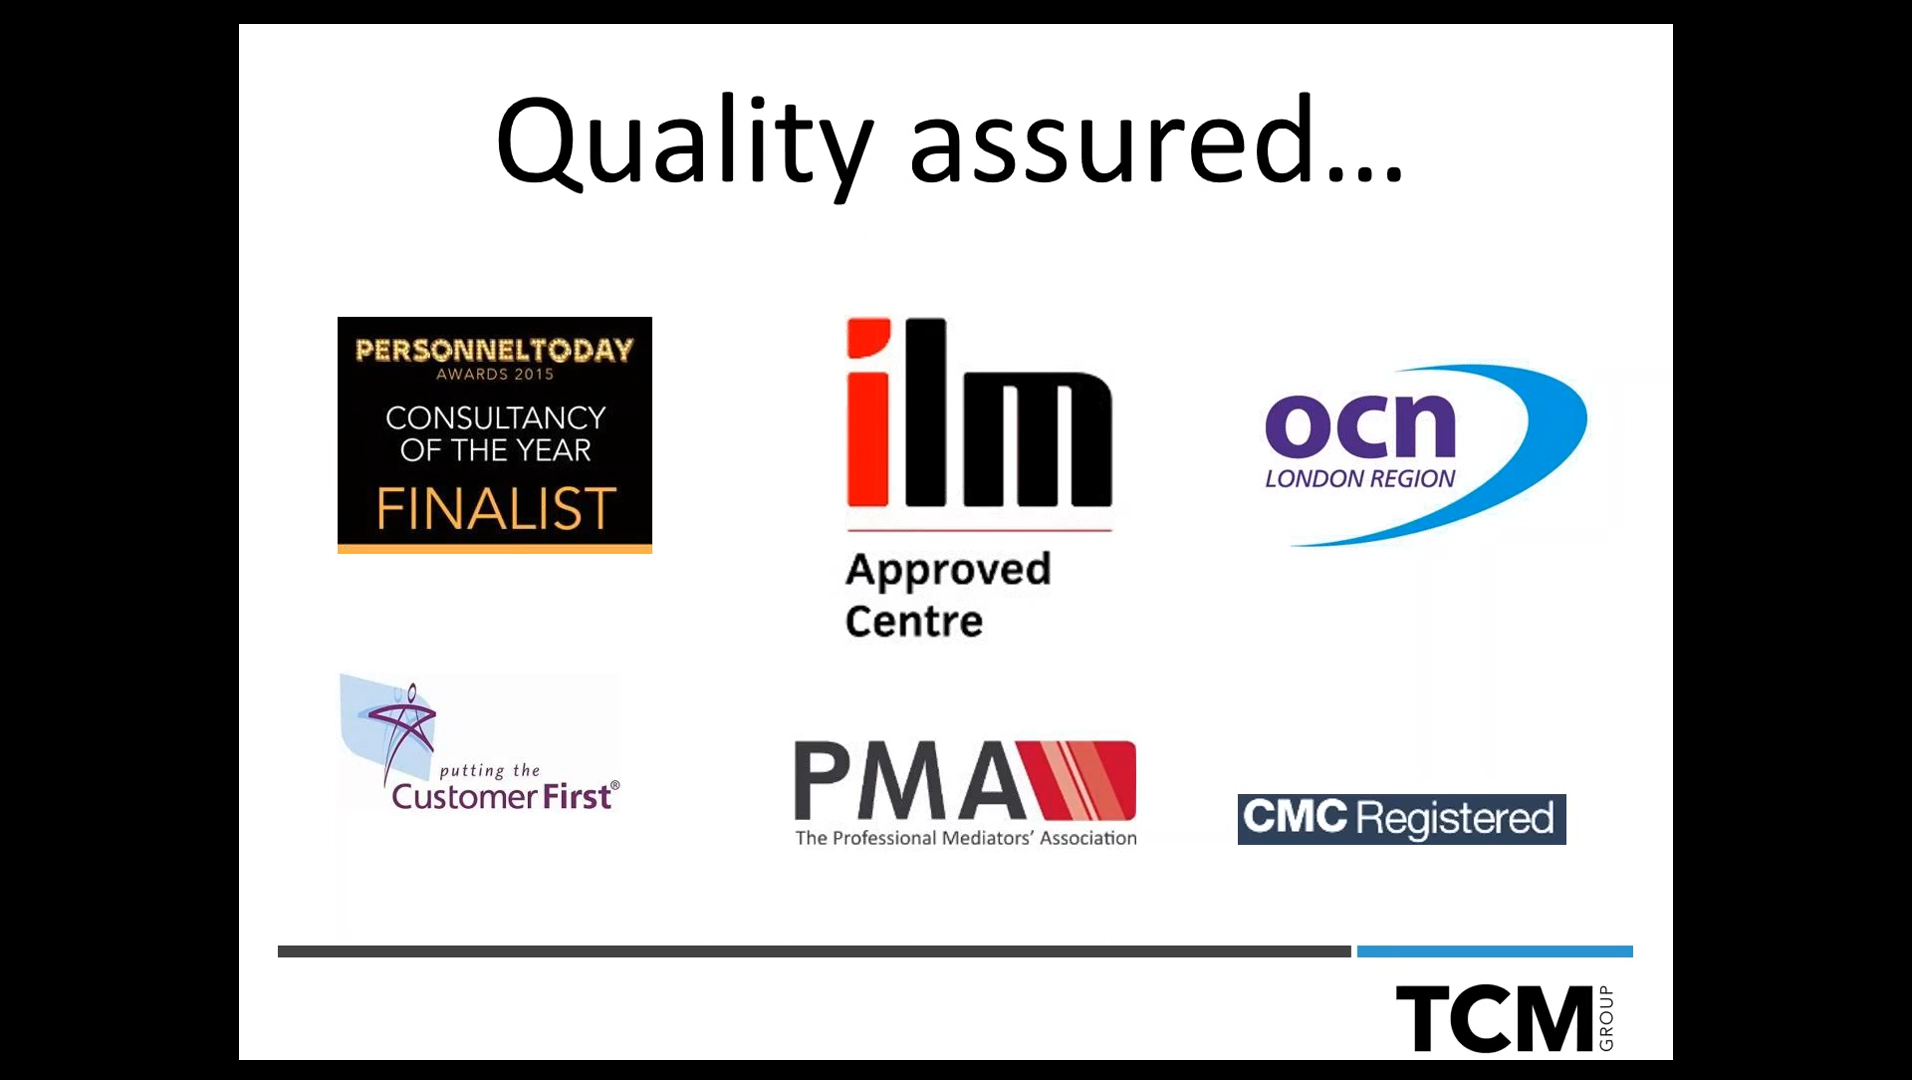 Quality assured...
PERSONNELTODAY
AWARDS 2015
CONSULTANCY
OF THE YEAR
FINALIST
ilm
Approved
Centre
ocn
LONDON REGION
putting the
Customer First®
PMA
The Professional Mediators' Association
CMC Registered
TCM
GROUP